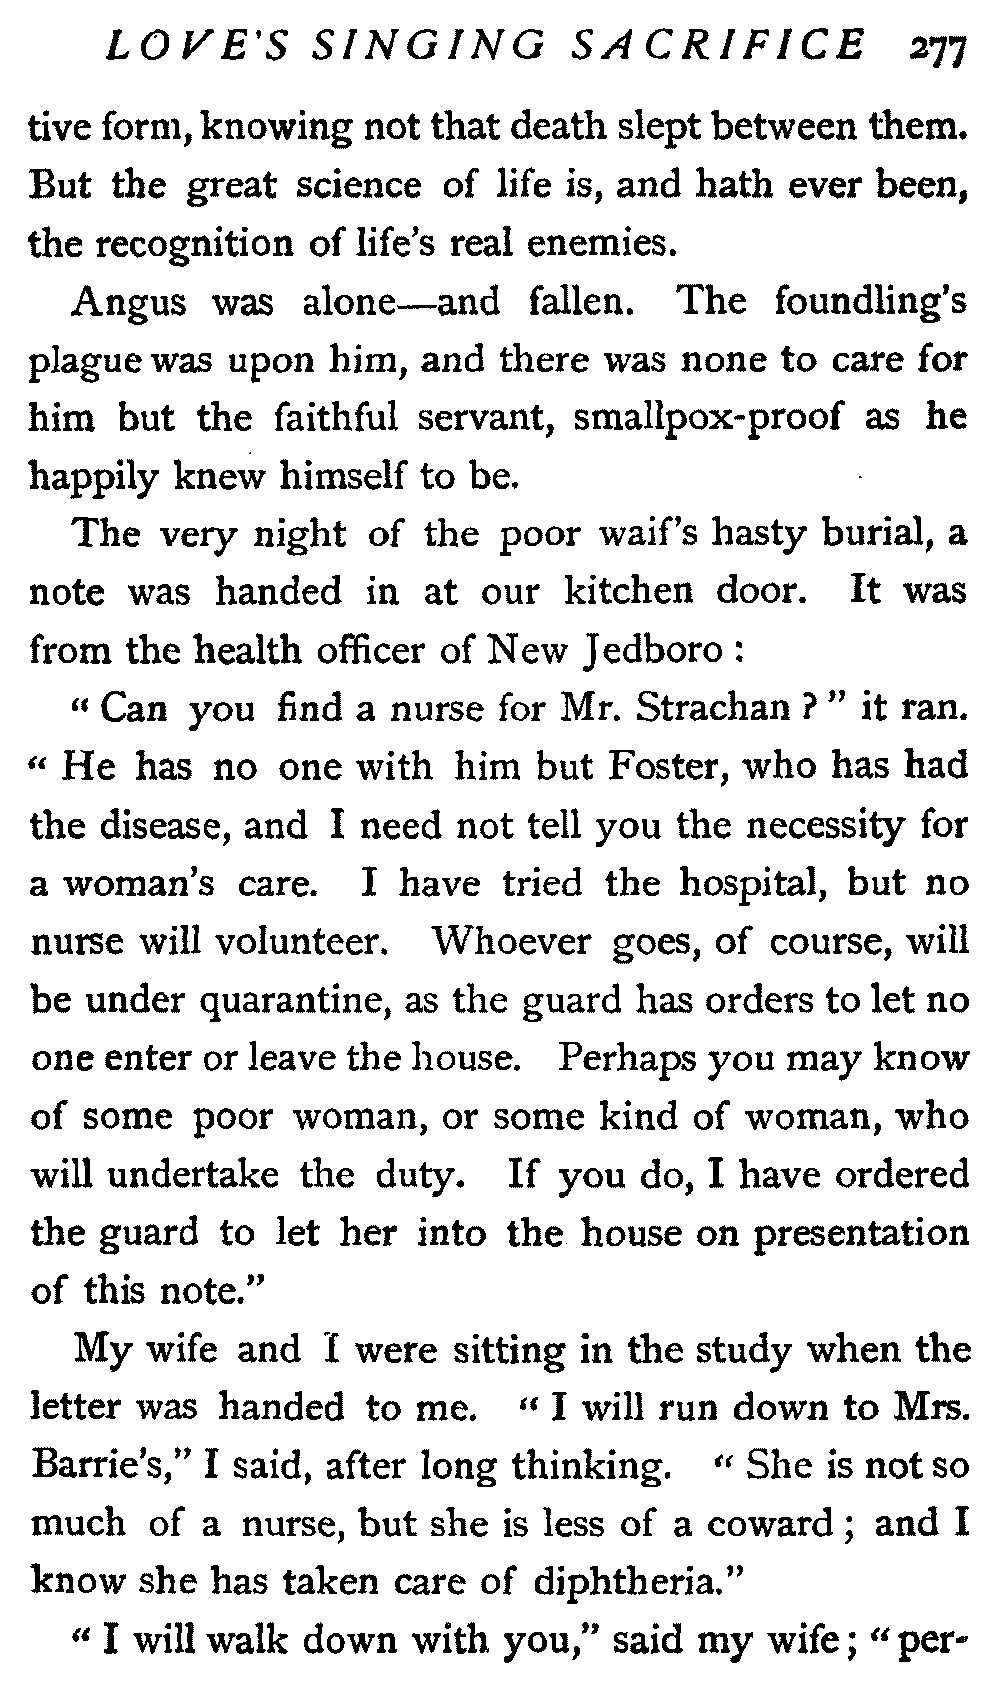 LOVE'S SINGING SACRIFICE 277
tive form, knowing not that death slept between them.
But the great science of life is, and hath ever been,
the recognition of life's real enemies.
Angus was alone—and fallen. The foundling's
plague was upon him, and there was none to care for
him but the faithful servant, smallpox-proof as he
happily knew himself to be.
The very night of the poor waif's hasty burial, a
note was handed in at our kitchen door. It was
from the health officer of New Jedboro :
“ Can you find a nurse for Mr. Strachan ? ” it ran.
“ He has no one with him but Foster, who has had
the disease, and I need not tell you the necessity for
a woman's care. I have tried the hospital, but no
nurse will volunteer. Whoever goes, of course, will
be under quarantine, as the guard has orders to let no
one enter or leave the house. Perhaps you may know
of some poor woman, or some kind of woman, who
will undertake the duty. If you do, I have ordered
the guard to let her into the house on presentation
of this note.”
My wife and I were sitting in the study when the
letter was handed to me. “ I will run down to Mrs.
Barrie's,” I said, after long thinking. “ She is not so
much of a nurse, but she is less of a coward ; and I
know she has taken care of diphtheria.”
“ I will walk down with you,” said my wife ; “ per-